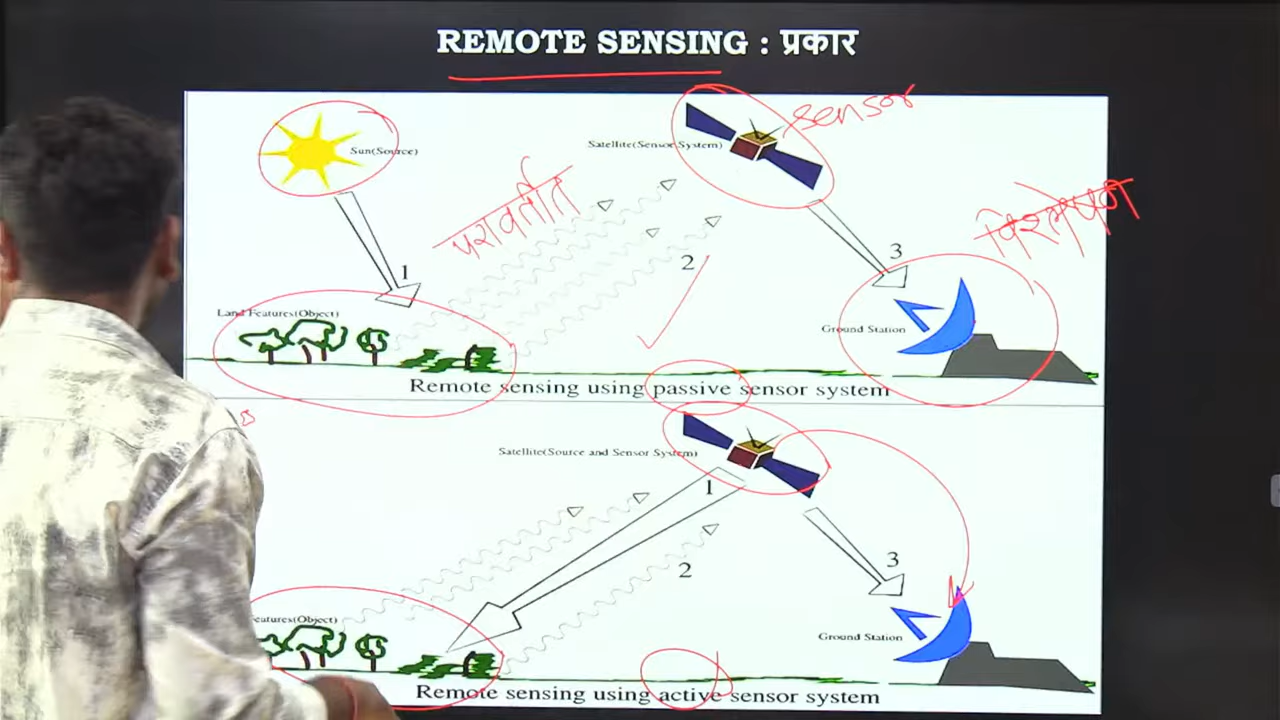 REMOTE SENSING : प्रकार
Sun(Source)
Satellite(Sensor System)
sensor
परावर्तीत
विश्लेषण
1
2
3
Land Features(Object)
Ground Station
Remote sensing using passive sensor system
Satellite(Source and Sensor System)
1
2
3
eatures(Object)
Ground Station
Remote sensing using active sensor system